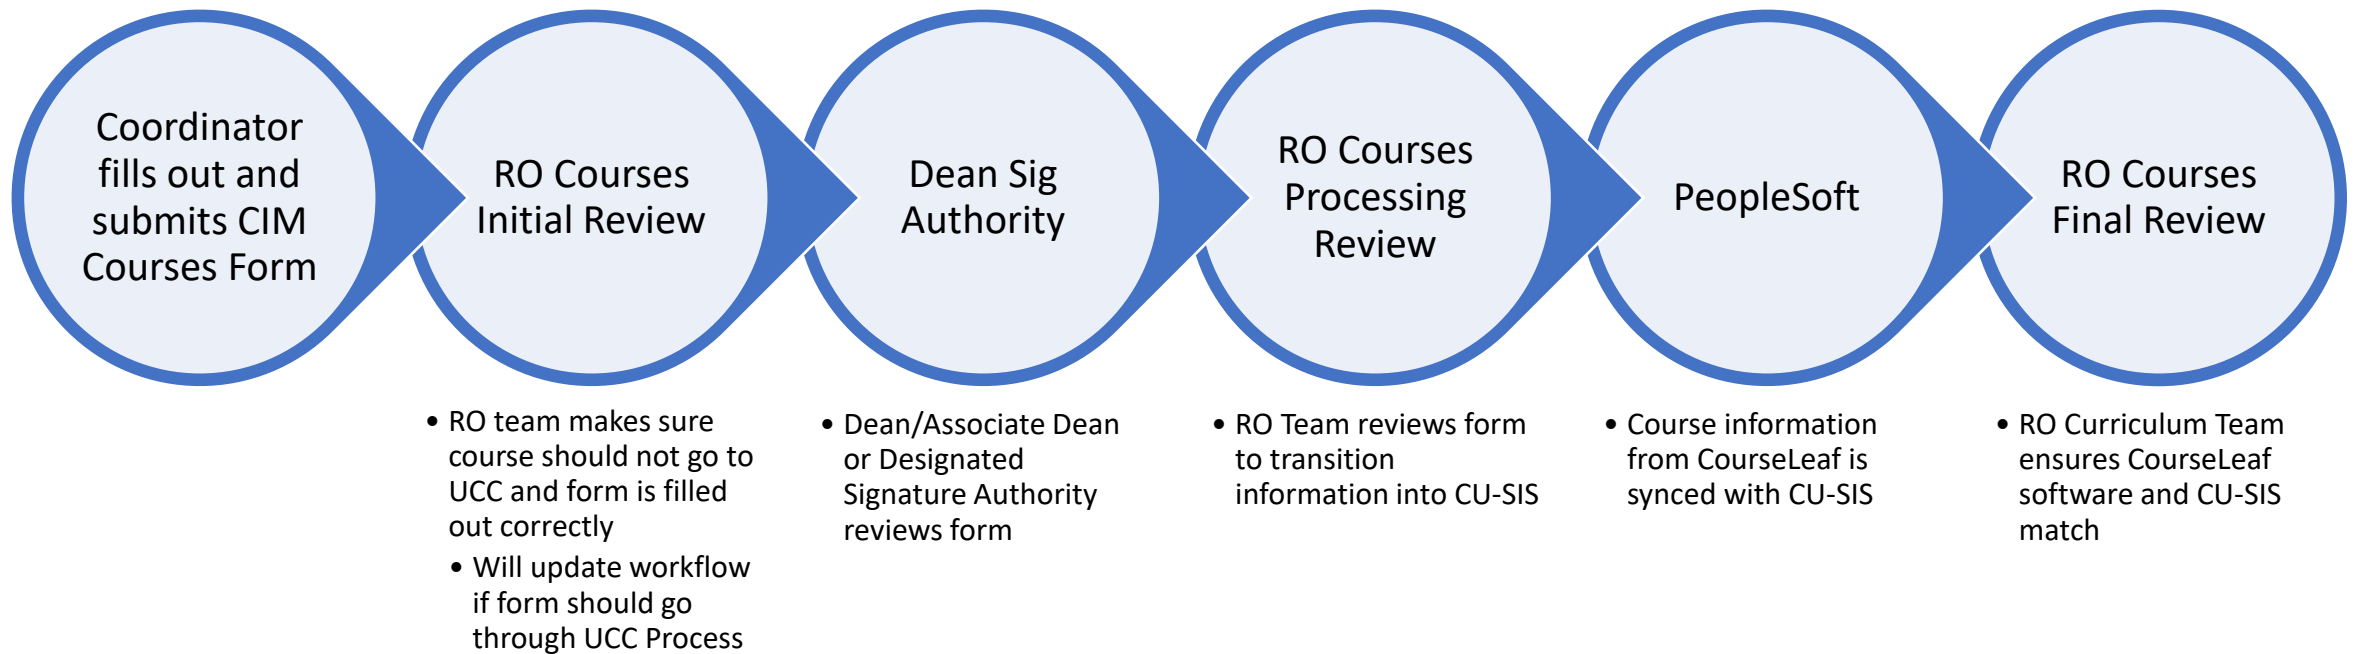 Coordinator
fills out and
submits CIM
Courses Form
RO Courses
Initial Review
Dean Sig
Authority
RO Courses
Processing
Review
PeopleSoft
RO Courses
Final Review
• RO team makes sure
course should not go to
UCC and form is filled
out correctly
• Will update workflow
if form should go
through UCC Process
• Dean/Associate Dean
or Designated
Signature Authority
reviews form
• RO Team reviews form
to transition
information into CU-SIS
• Course information
from CourseLeaf is
synced with CU-SIS
• RO Curriculum Team
ensures CourseLeaf
software and CU-SIS
match